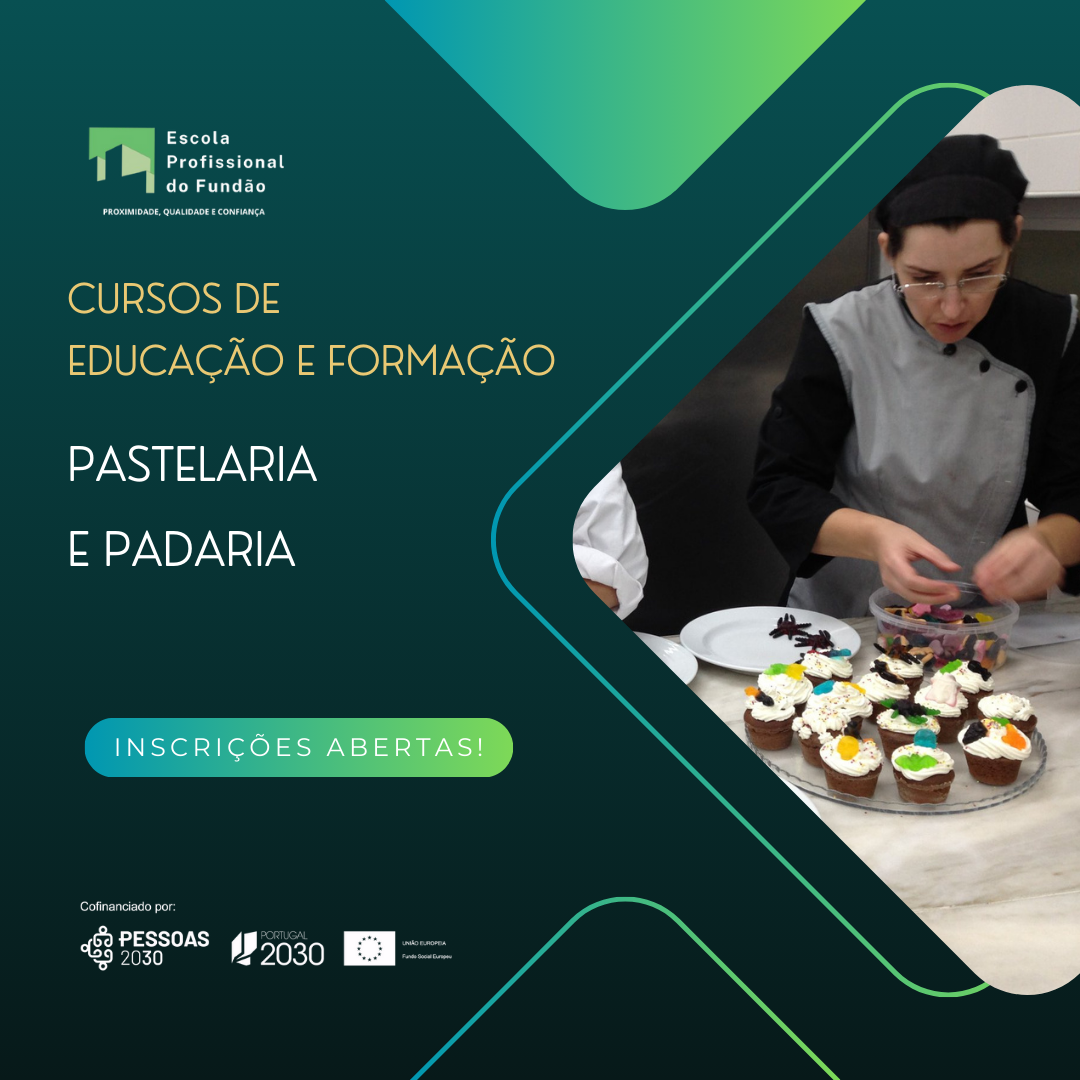 Escola
Profissional
do Fundão
PROXIMIDADE, QUALIDADE E CONFIANÇA
CURSOS DE
EDUCAÇÃO E FORMAÇÃO
PASTELARIA
E PADARIA
INSCRIÇÕES ABERTAS!
Cofinanciado por:
PESSOAS
2030
PORTUGAL
2030
UNIÃO EUROPEIA
Fundo Social Europeu